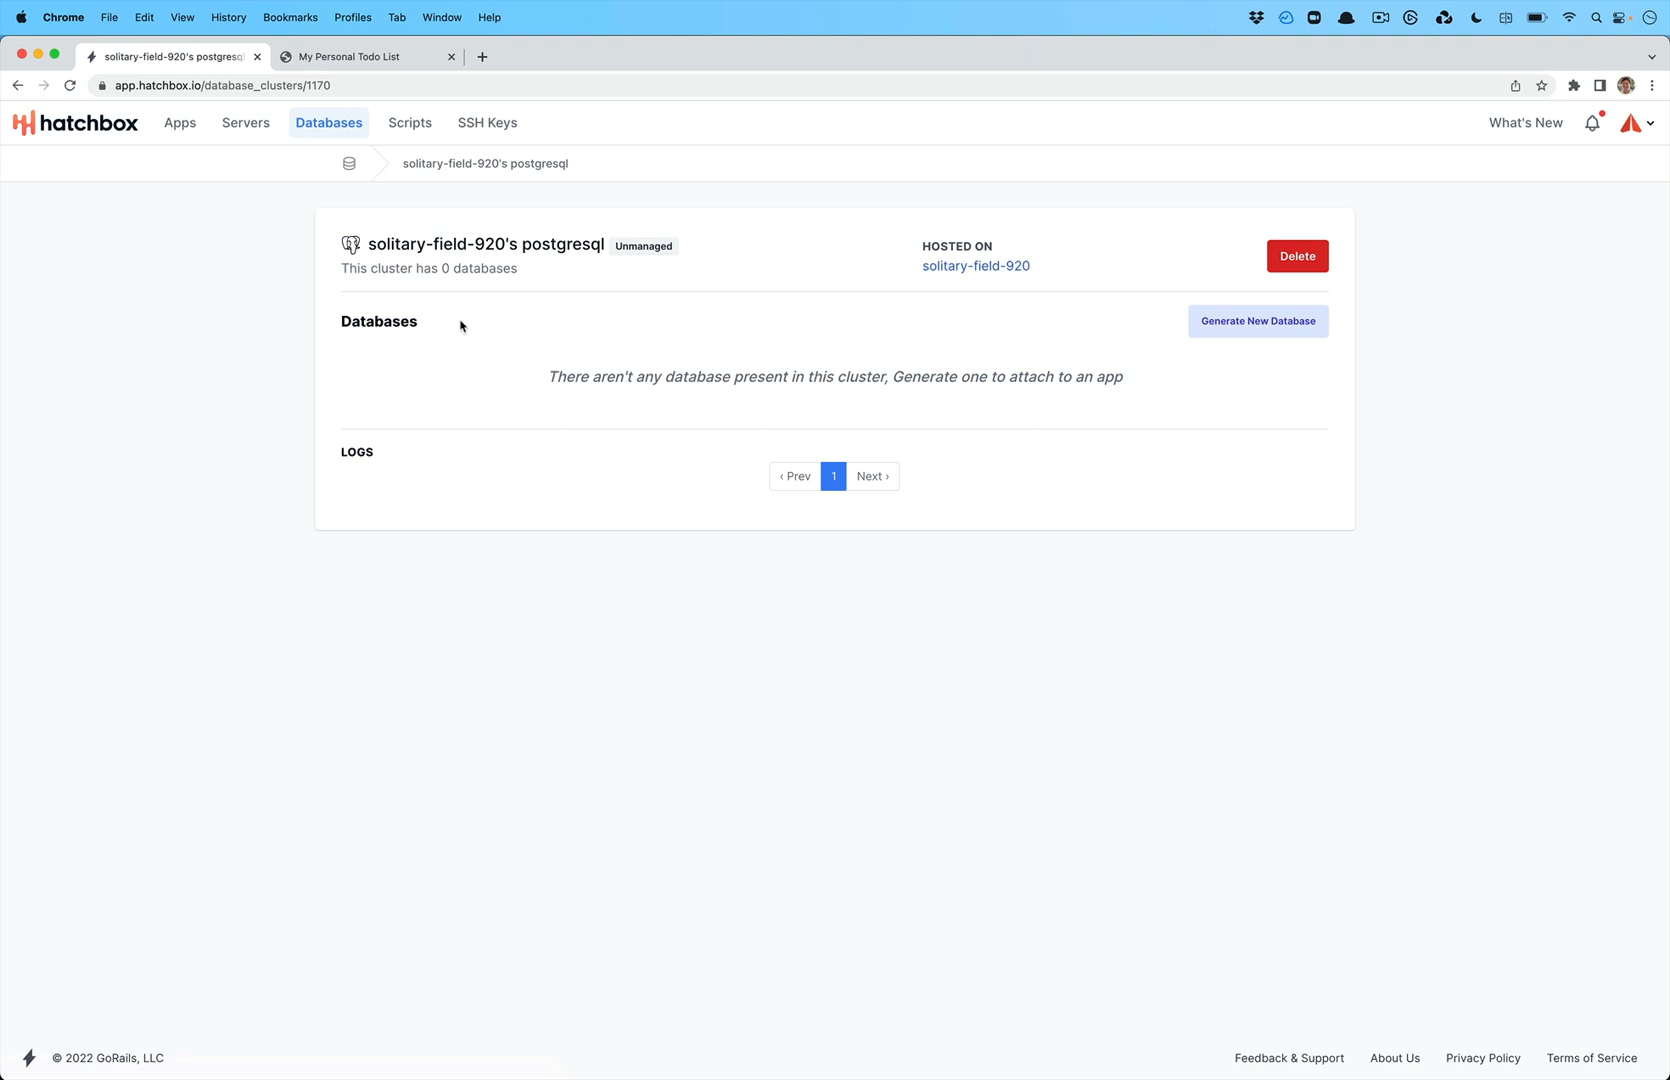 Chrome File Edit View History Bookmarks Profiles Tab Window Help
solitary-field-920's postgresql
My Personal Todo List
app.hatchbox.io/database_clusters/1170
hatchbox Apps Servers Databases Scripts SSH Keys What's New
solitary-field-920's postgresql
solitary-field-920's postgresql Unmanaged
This cluster has 0 databases
HOSTED ON
solitary-field-920
Delete
Databases
Generate New Database
There aren't any database present in this cluster, Generate one to attach to an app
LOGS
‹ Prev 1 Next ›
© 2022 GoRails, LLC
Feedback & Support About Us Privacy Policy Terms of Service